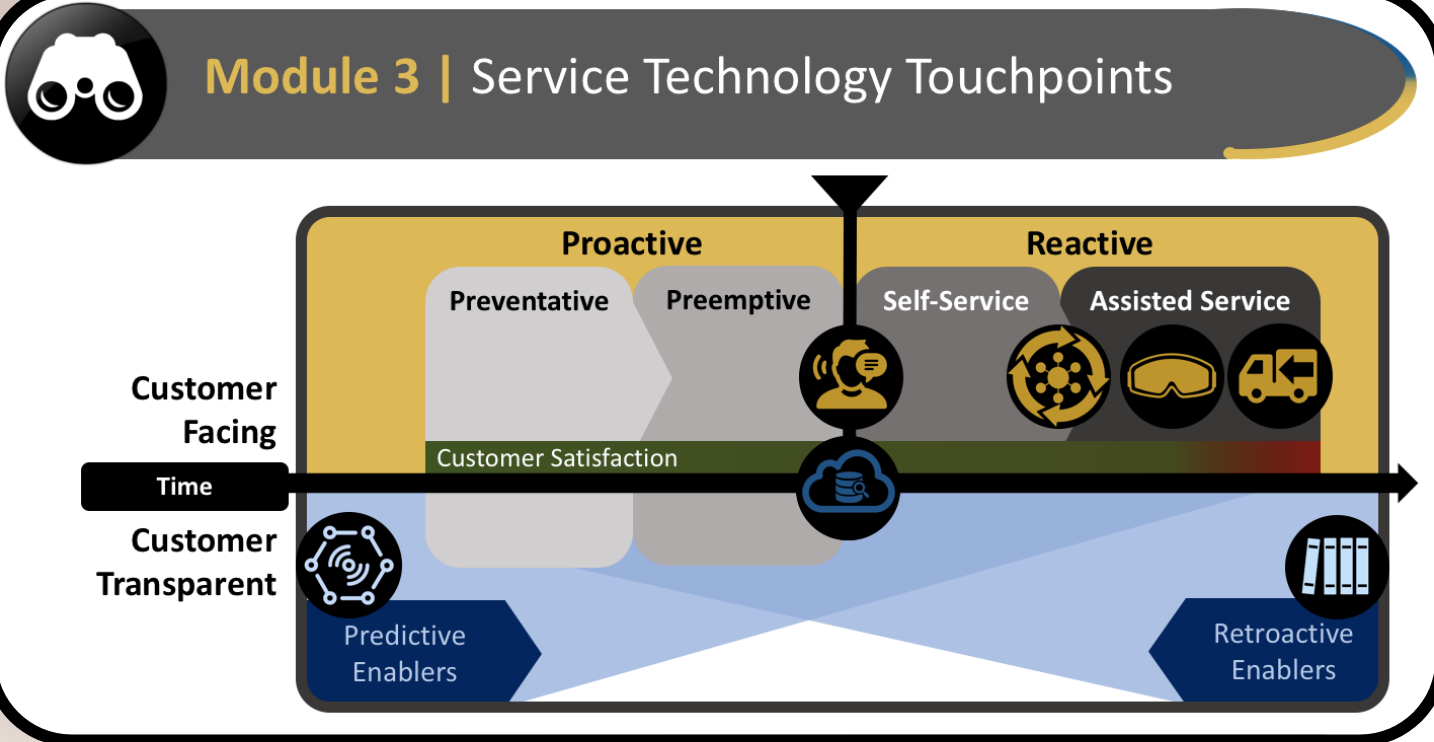 Module 3 | Service Technology Touchpoints
Proactive
Reactive
Preventative
Preemptive
Self-Service
Assisted Service
Customer
Facing
Customer Satisfaction
Time
Customer
Transparent
Predictive
Enablers
Retroactive
Enablers